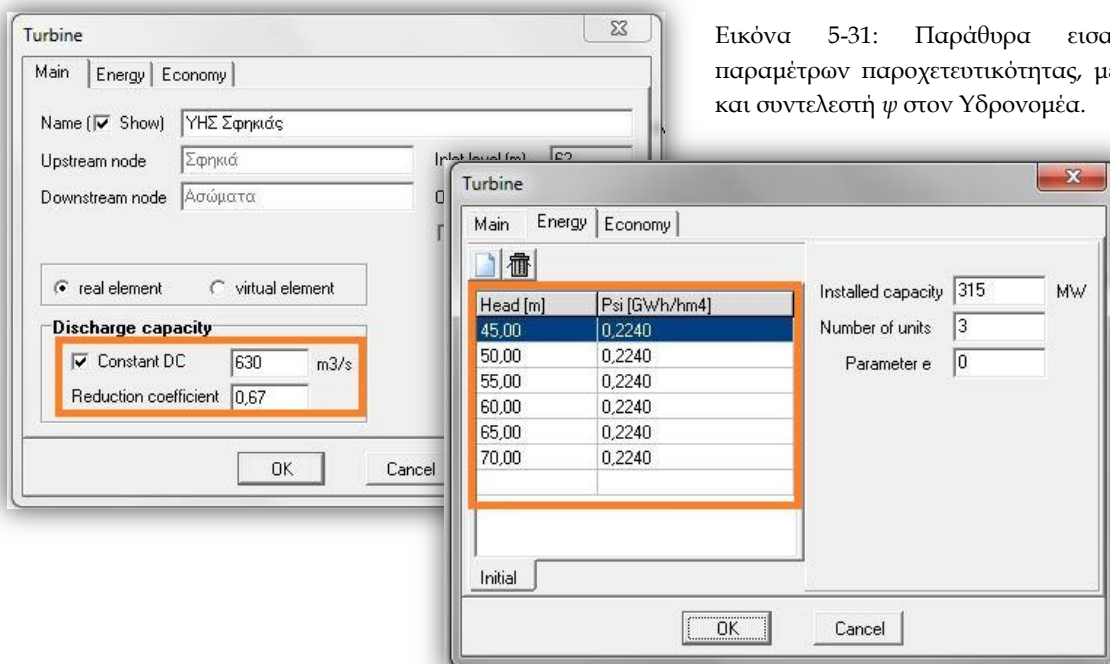 Εικόνα 5-31: Παράθυρα
παραμέτρων παροχετευτικότητας,
και συντελεστή ψ στον Υδρονομέα.
Turbine
Main Energy Economy
Name ( Show) ΥΗΣ Σφηκιάς
Upstream node Σφηκιά
Downstream node Ασώματα
real element virtual element
Discharge capacity
Constant DC 630 m3/s
Reduction coefficient 0,67
OK Cancel
Turbine
Main Energy Economy
Head [m] Psi [GWh/hm4]
45,00 0,2240
50,00 0,2240
55,00 0,2240
60,00 0,2240
65,00 0,2240
70,00 0,2240
Initial
Installed capacity 315 MW
Number of units 3
Parameter e 0
OK Cancel